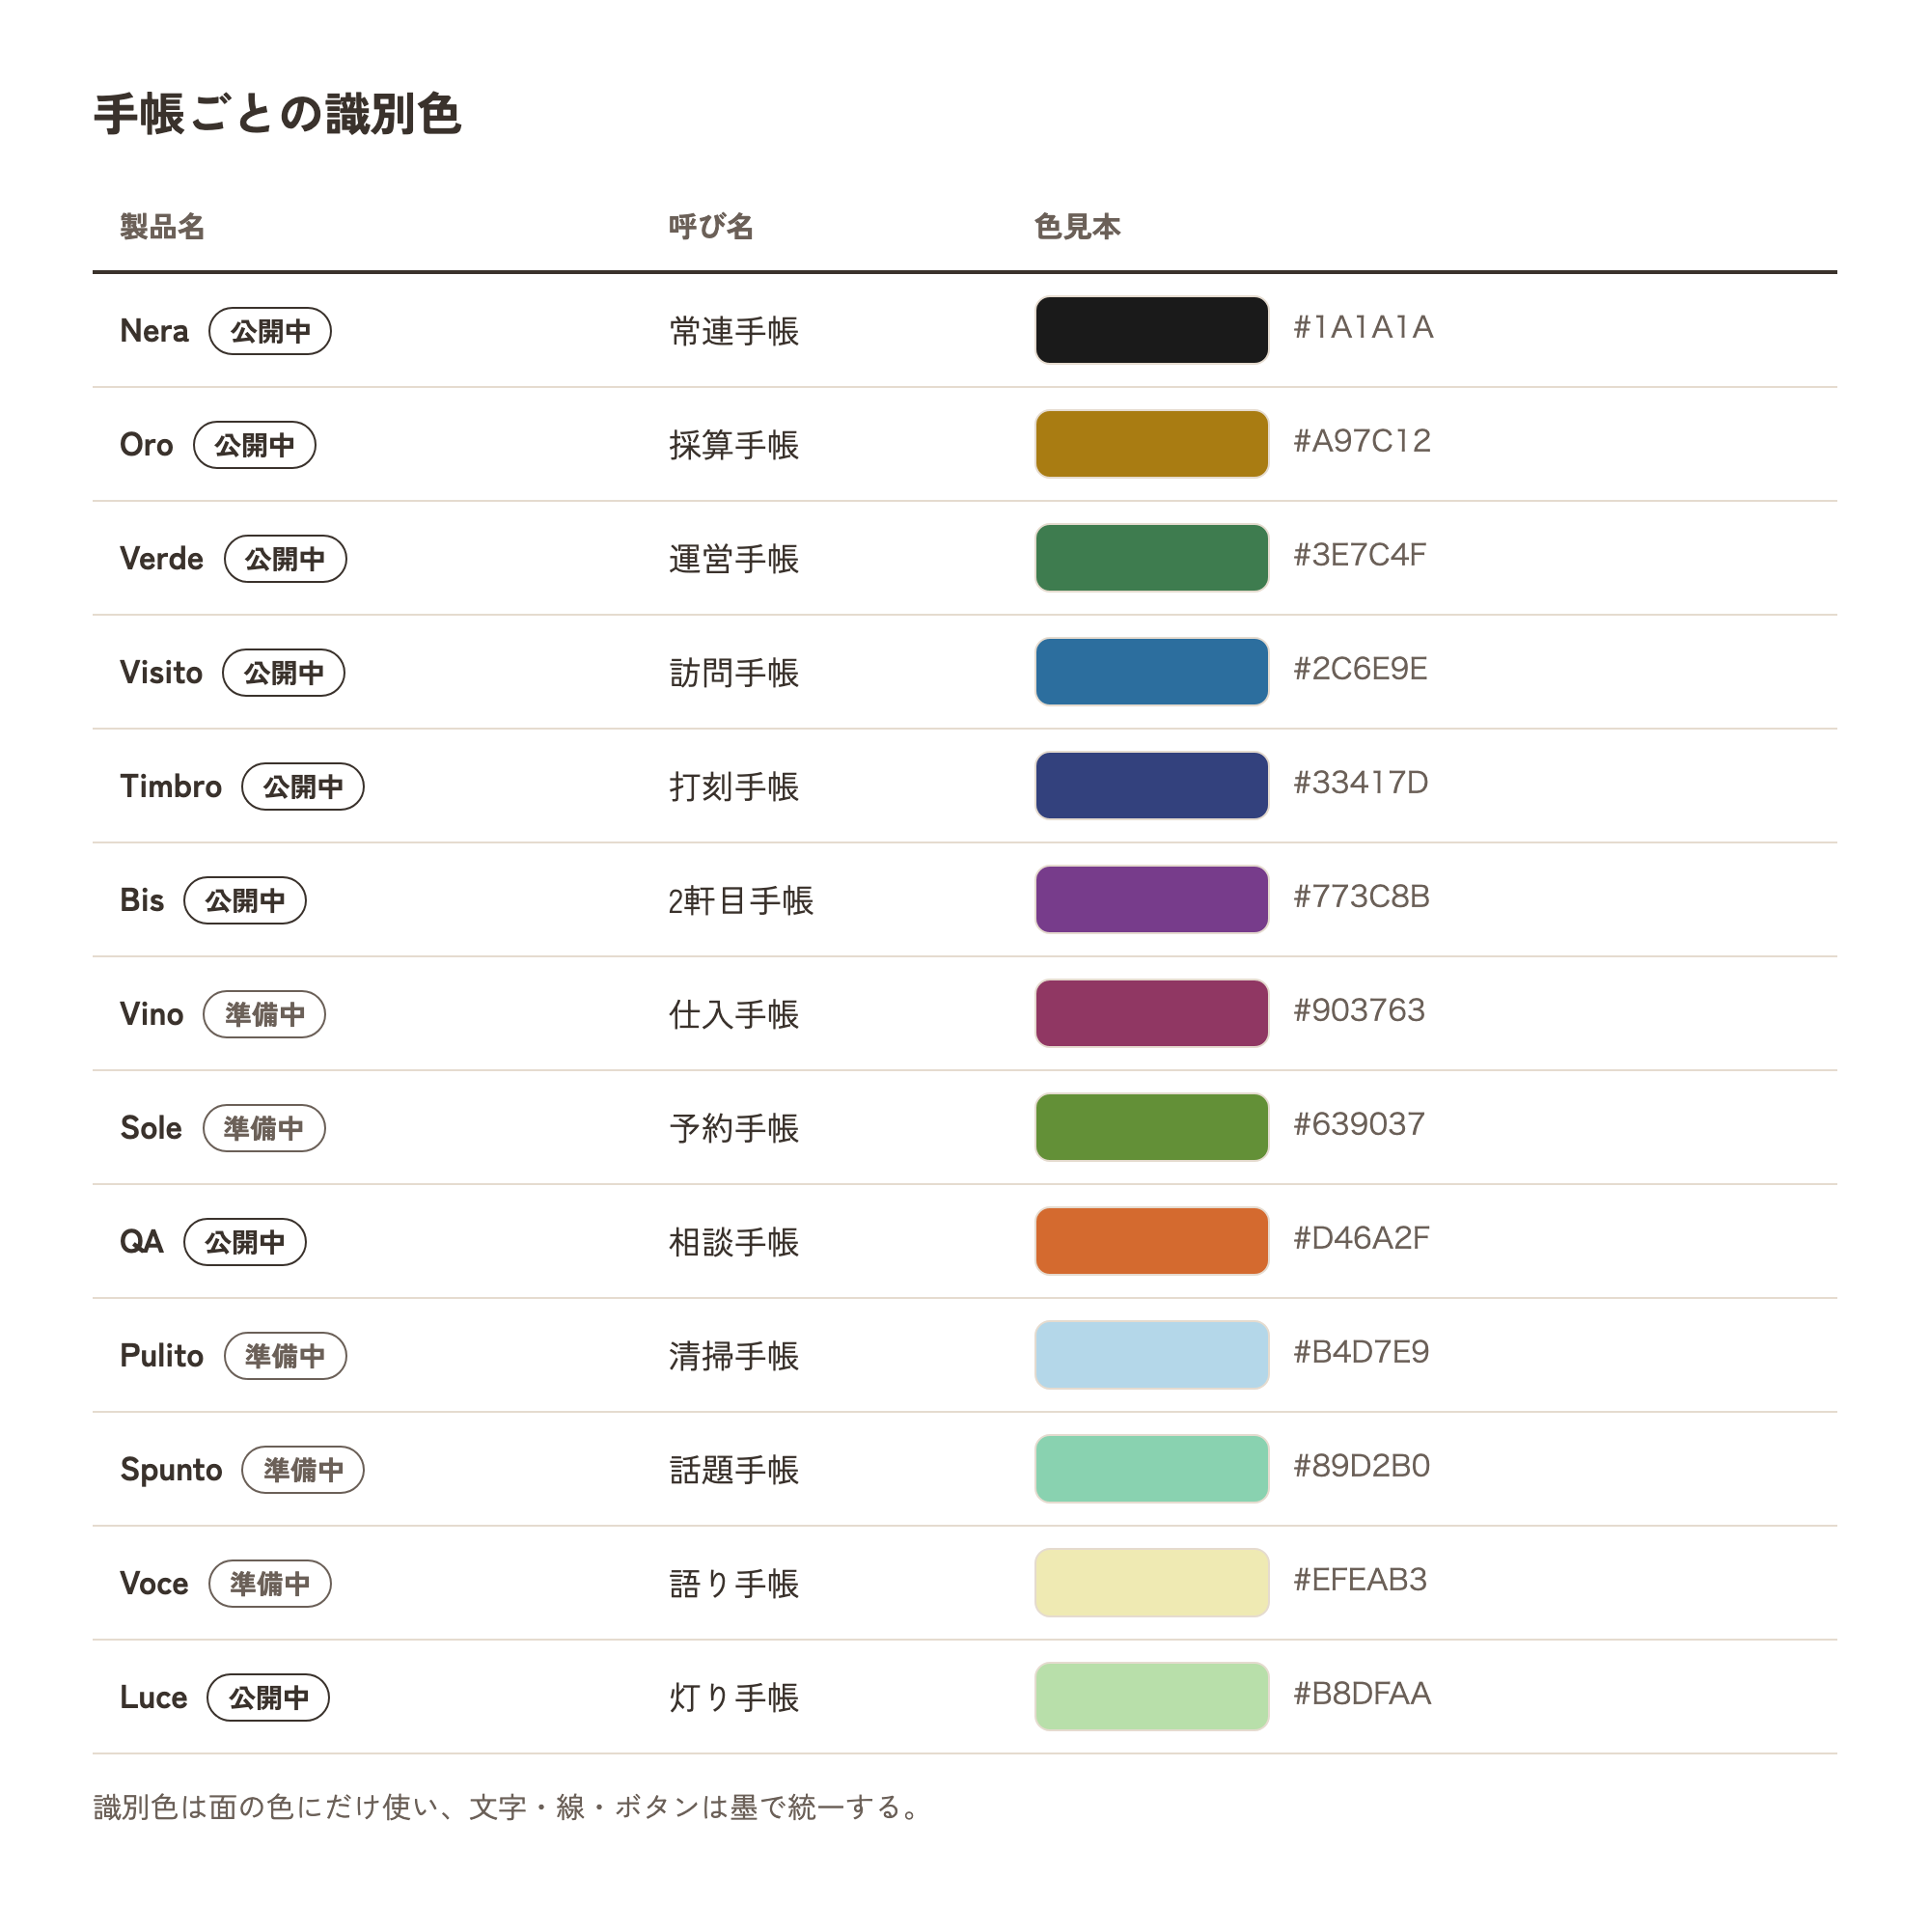 手帳ごとの識別色
製品名 呼び名 色見本
Nera 公開中 常連手帳 #1A1A1A
Oro 公開中 採算手帳 #A97C12
Verde 公開中 運営手帳 #3E7C4F
Visito 公開中 訪問手帳 #2C6E9E
Timbro 公開中 打刻手帳 #33417D
Bis 公開中 2軒目手帳 #773C8B
Vino 準備中 仕入手帳 #903763
Sole 準備中 予約手帳 #639037
QA 公開中 相談手帳 #D46A2F
Pulito 準備中 清掃手帳 #B4D7E9
Spunto 準備中 話題手帳 #89D2B0
Voce 準備中 語り手帳 #EFEAB3
Luce 公開中 灯り手帳 #B8DFAA
識別色は面の色にだけ使い、文字・線・ボタンは墨で統一する。